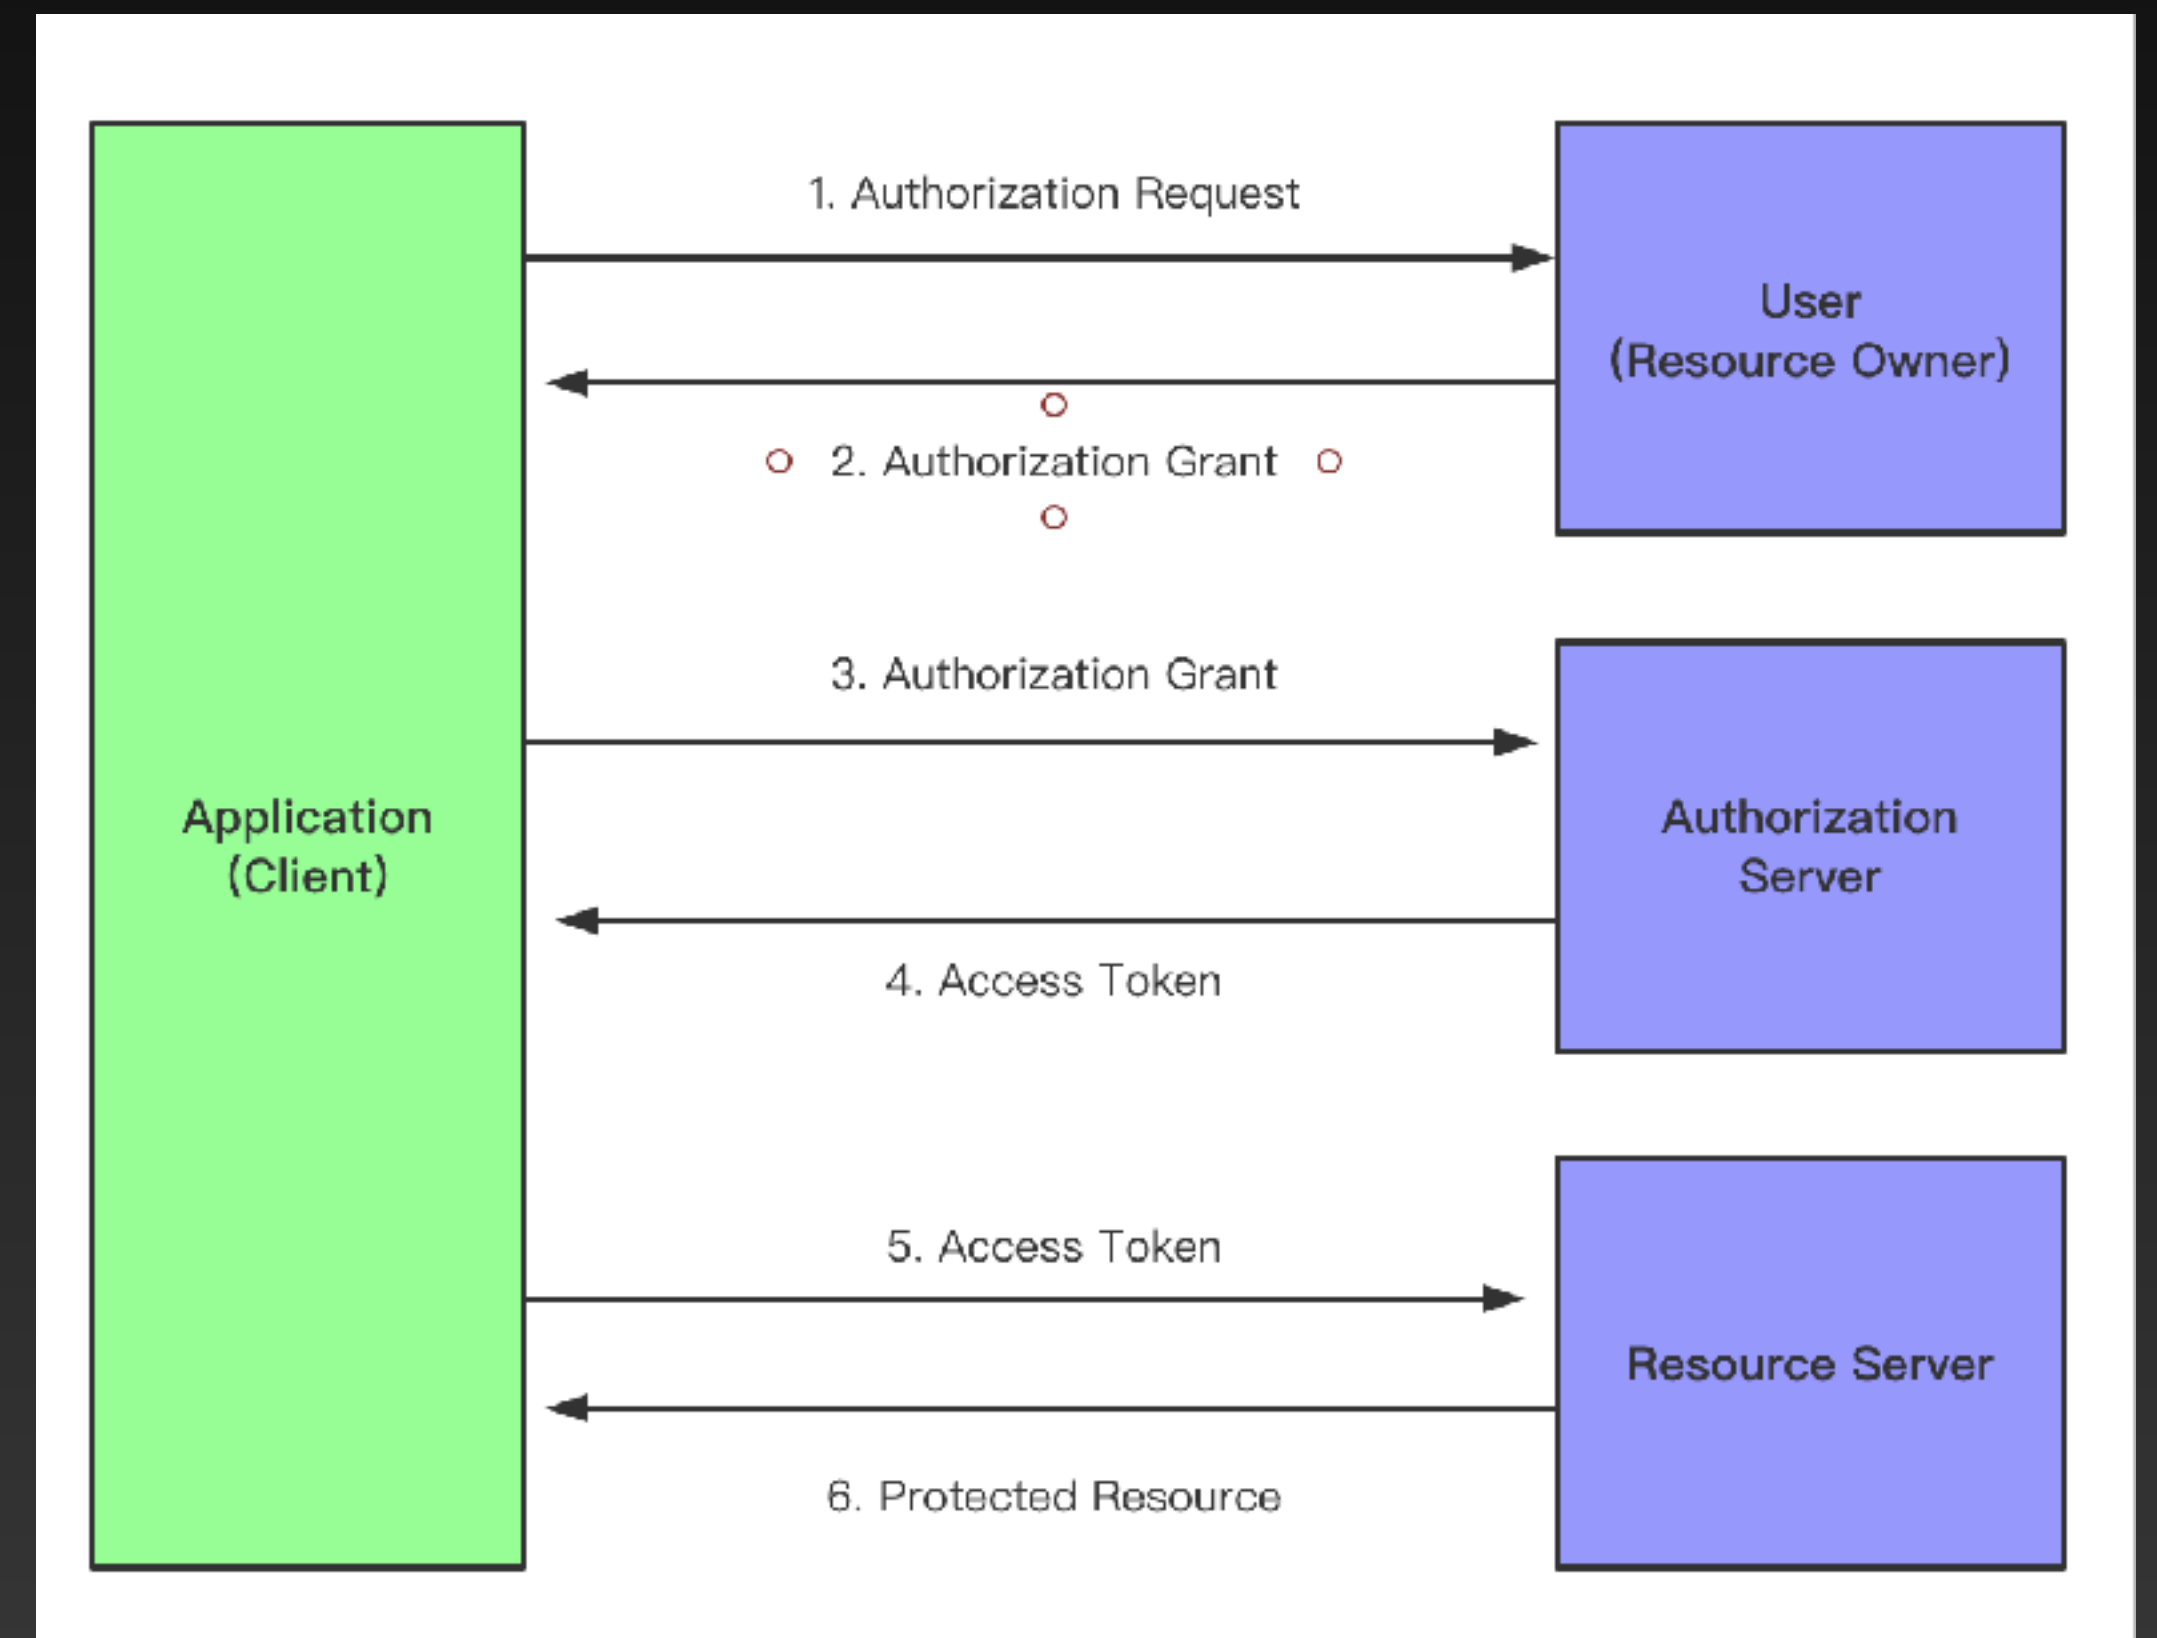 1. Authorization Request
User
(Resource Owner)
2. Authorization Grant
3. Authorization Grant
Application
(Client)
Authorization
Server
4. Access Token
5. Access Token
Resource Server
6. Protected Resource